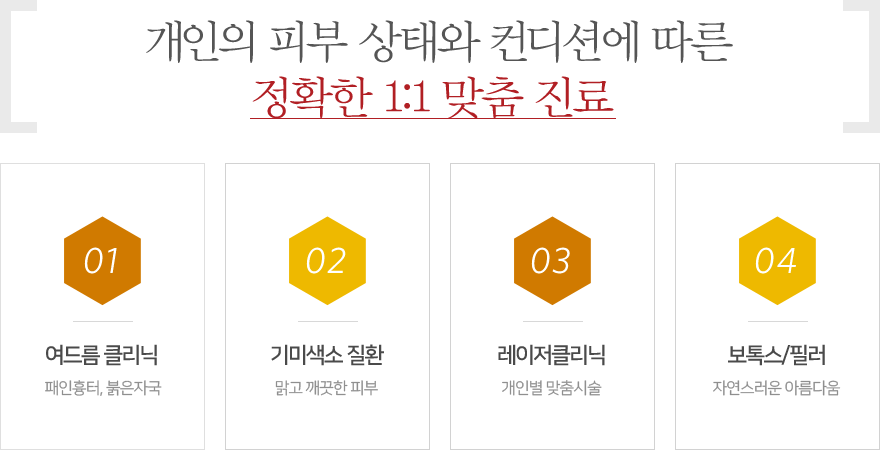 개인의 피부 상태와 컨디션에 따른
정확한 1:1 맞춤 진료
01
여드름 클리닉
패인흉터, 붉은자국
02
기미색소 질환
맑고 깨끗한 피부
03
레이저클리닉
개인별 맞춤시술
04
보톡스/필러
자연스러운 아름다움